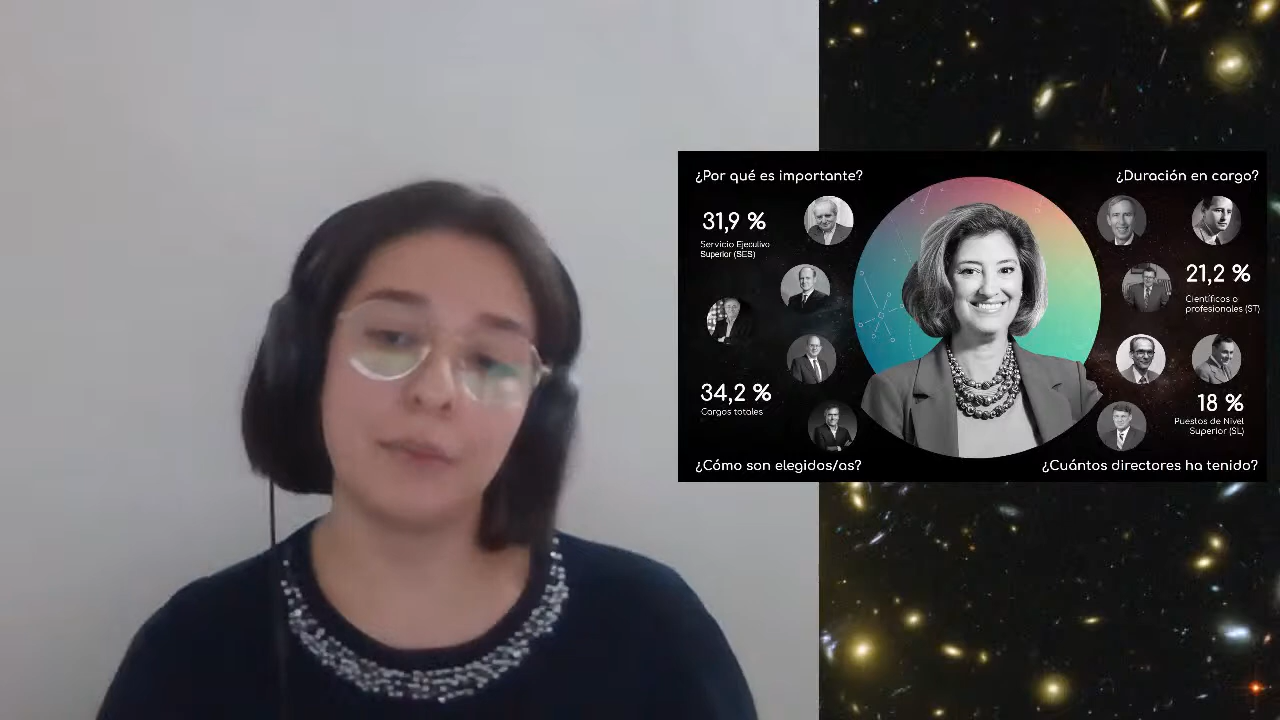 ¿Por qué es importante?
¿Duración en cargo?
31,9 %
Servicio Ejecutivo
Superior (SES)
21,2 %
Científicos o
profesionales (ST)
34,2 %
Cargos totales
18 %
Puestos de Nivel
Superior (SL)
¿Cómo son elegidos/as?
¿Cuántos directores ha tenido?